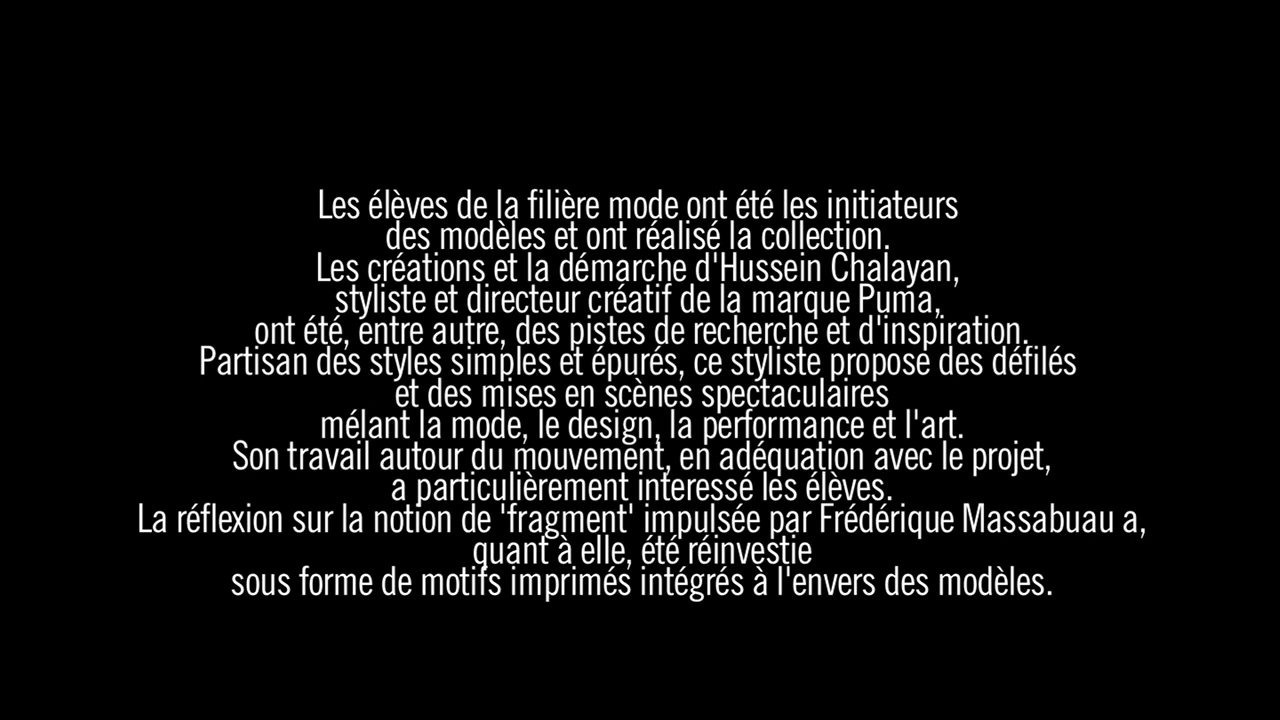 Les élèves de la filière mode ont été les initiateurs
des modèles et ont réalisé la collection.
Les créations et la démarche d'Hussein Chalayan,
styliste et directeur créatif de la marque Puma,
ont été, entre autre, des pistes de recherche et d'inspiration.
Partisan des styles simples et épurés, ce styliste propose des défilés
et des mises en scènes spectaculaires
mélant la mode, le design, la performance et l'art.
Son travail autour du mouvement, en adéquation avec le projet,
a particulièrement interessé les élèves.
La réflexion sur la notion de 'fragment' impulsée par Frédérique Massabuau a,
quant à elle, été réinvestie
sous forme de motifs imprimés intégrés à l'envers des modèles.